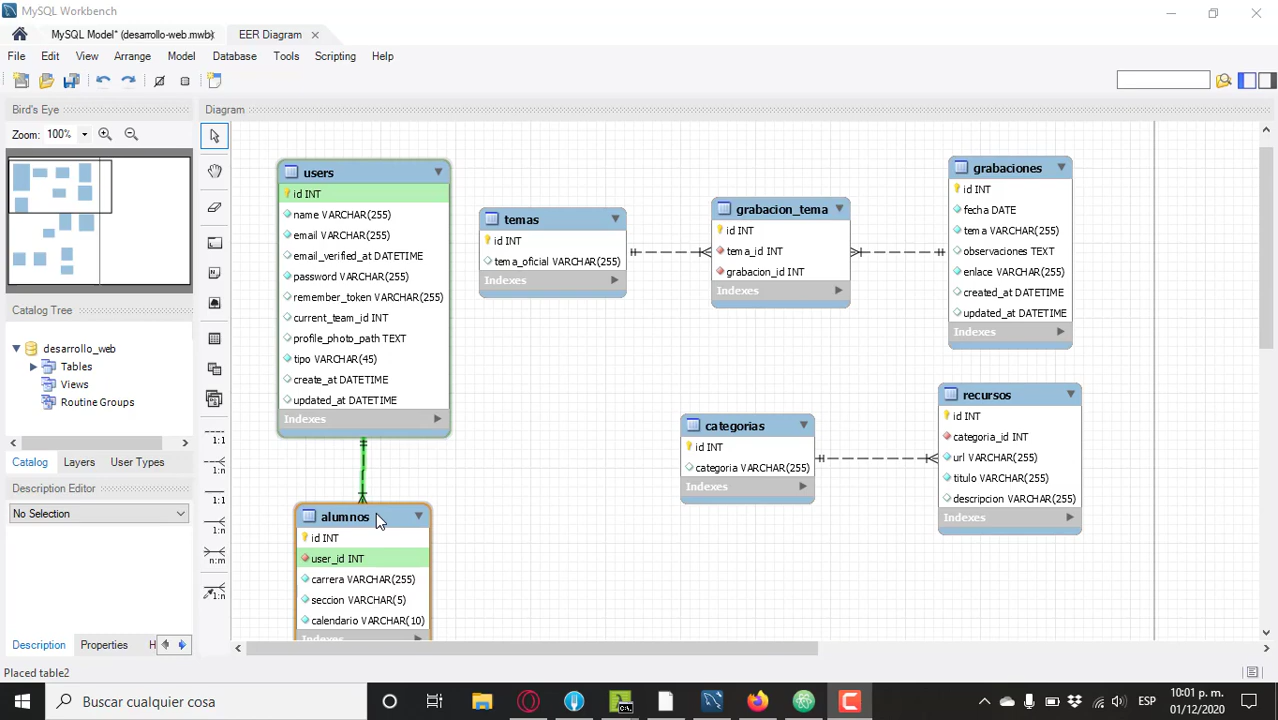 MySQL Workbench
MySQL Model* (desarrollo-web.mwb)
EER Diagram
File Edit View Arrange Model Database Tools Scripting Help
Bird's Eye
Zoom: 100%
Catalog Tree
desarrollo_web
Tables
Views
Routine Groups
Catalog Layers User Types
Description Editor
No Selection
Description Properties H
Placed table2
1:1
1:n
1:1
1:n
n:m
1:n
Diagram
users
id INT
name VARCHAR(255)
email VARCHAR(255)
email_verified_at DATETIME
password VARCHAR(255)
remember_token VARCHAR(255)
current_team_id INT
profile_photo_path TEXT
tipo VARCHAR(45)
create_at DATETIME
updated_at DATETIME
Indexes
alumnos
id INT
user_id INT
carrera VARCHAR(255)
seccion VARCHAR(5)
calendario VARCHAR(10)
Indexes
temas
id INT
tema_oficial VARCHAR(255)
Indexes
grabacion_tema
id INT
tema_id INT
grabacion_id INT
Indexes
grabaciones
id INT
fecha DATE
tema VARCHAR(255)
observaciones TEXT
enlace VARCHAR(255)
created_at DATETIME
updated_at DATETIME
Indexes
categorias
id INT
categoria VARCHAR(255)
Indexes
recursos
id INT
categoria_id INT
url VARCHAR(255)
titulo VARCHAR(255)
descripcion VARCHAR(255)
Indexes
Buscar cualquier cosa
ESP
10:01 p. m.
01/12/2020